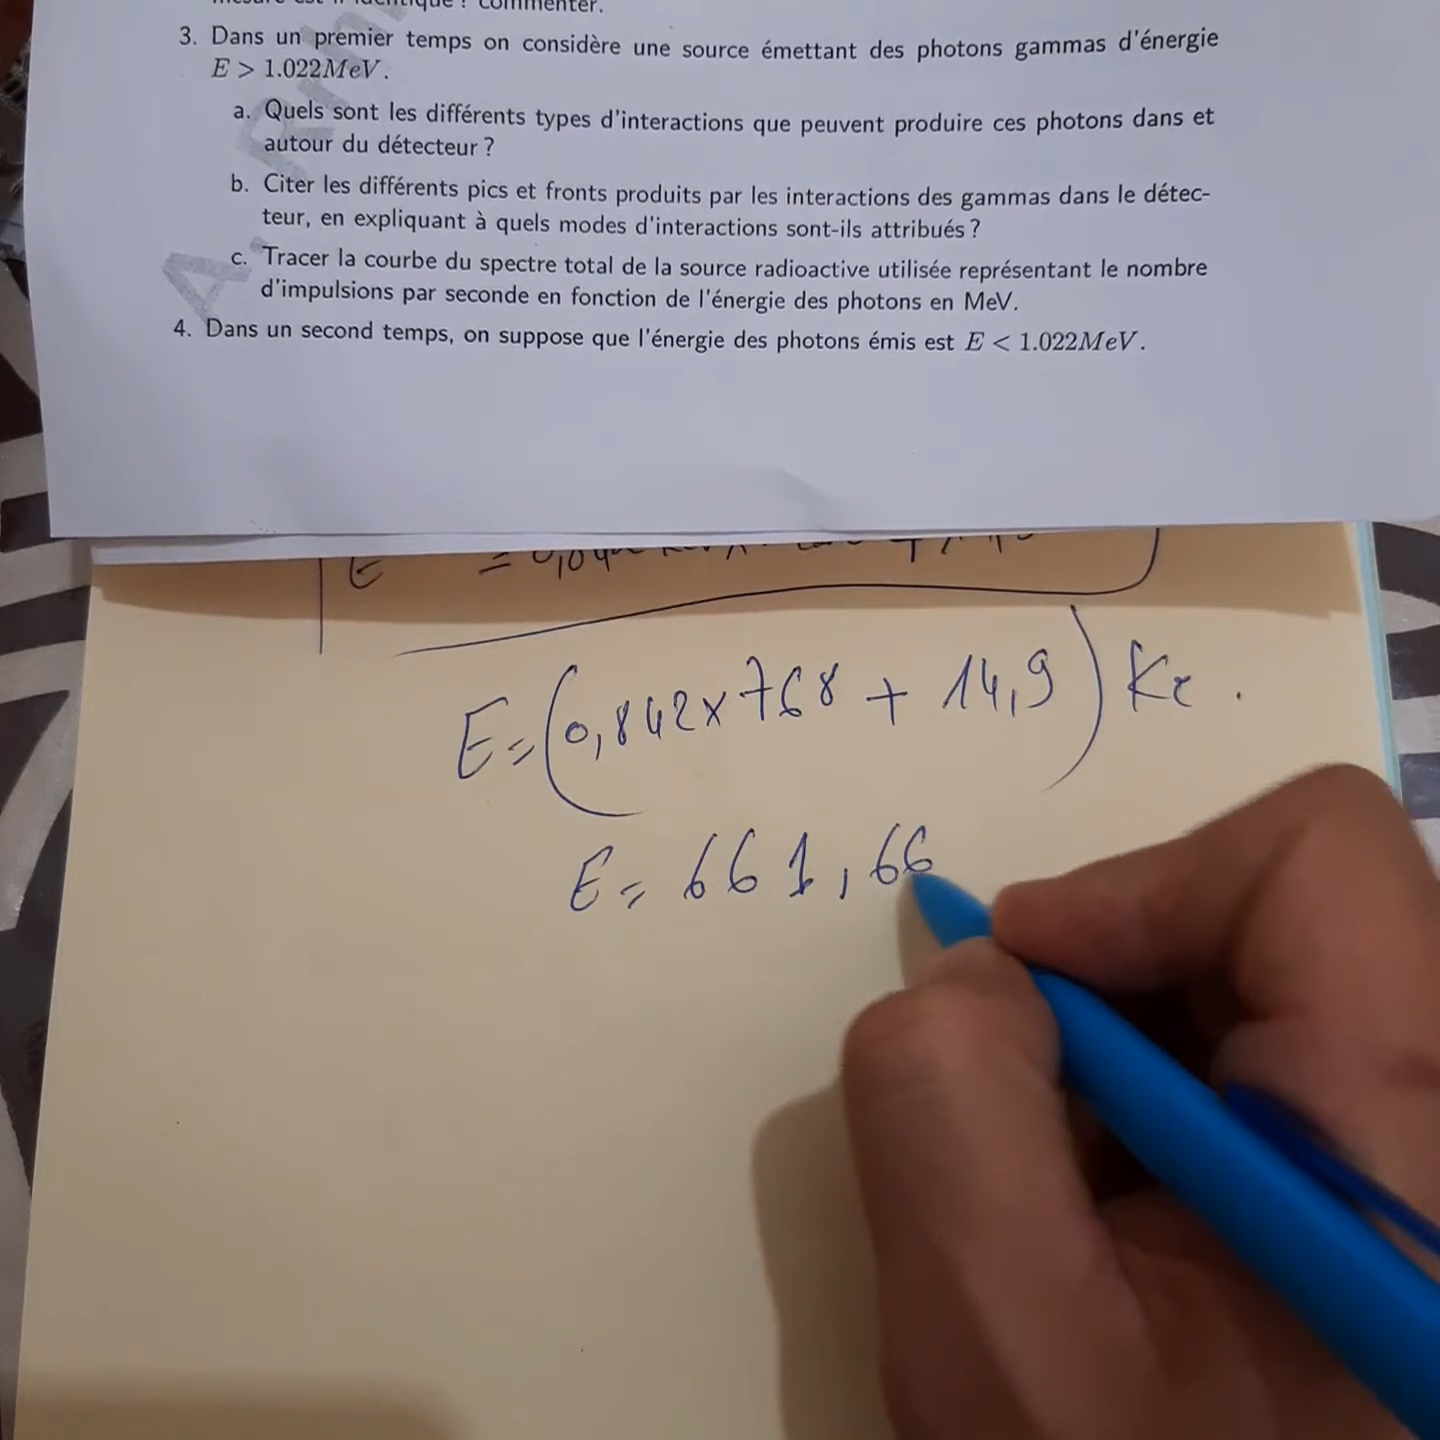 mesure est il identique ? commenter.
3. Dans un premier temps on considère une source émettant des photons gammas d'énergie
E > 1.022MeV.
a. Quels sont les différents types d'interactions que peuvent produire ces photons dans et
autour du détecteur ?
b. Citer les différents pics et fronts produits par les interactions des gammas dans le détec-
teur, en expliquant à quels modes d'interactions sont-ils attribués ?
c. Tracer la courbe du spectre total de la source radioactive utilisée représentant le nombre
d'impulsions par seconde en fonction de l'énergie des photons en MeV.
4. Dans un second temps, on suppose que l'énergie des photons émis est E < 1.022MeV.
E =
E = (0,842 x 768 + 14,9) Ke.
E = 661,66